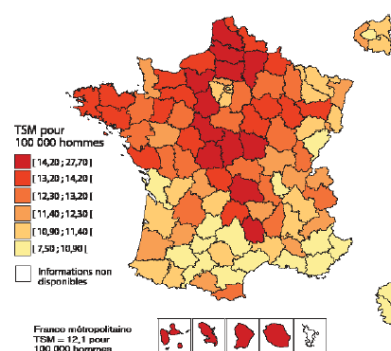 TSM pour
100 000 hommes
[ 14,20 ; 27,70 ]
[ 13,20 ; 14,20 [
[ 12,30 ; 13,20 [
[ 11,40 ; 12,30 [
[ 10,90 ; 11,40 [
[ 7,50 ; 10,90 [
Informations non
disponibles
France métropolitaine
TSM = 12,1 pour
100 000 hommes